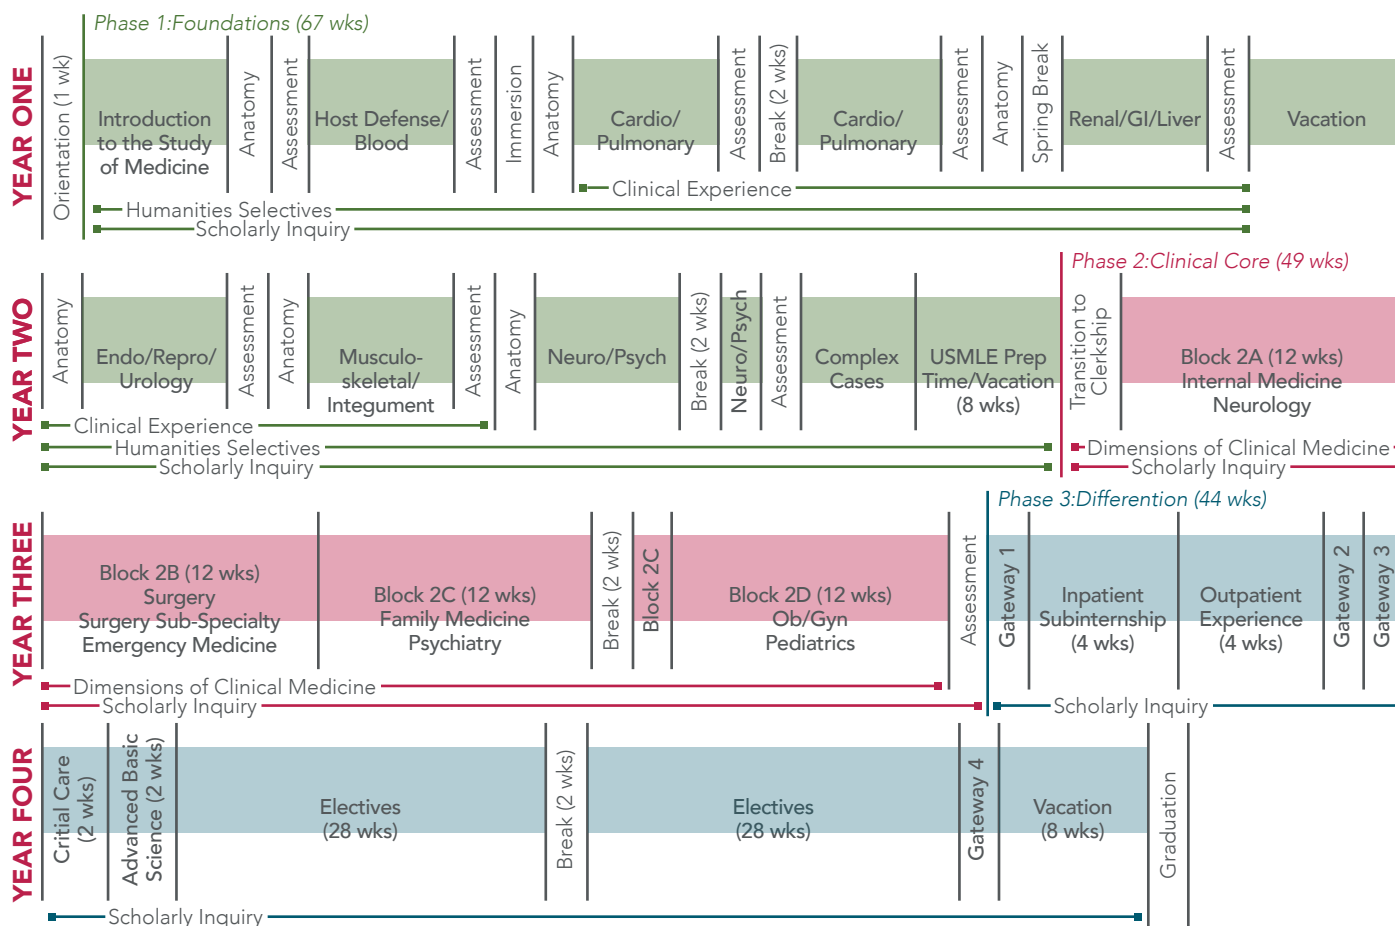 Phase 1:Foundations (67 wks)
YEAR ONE
Orientation (1 wk)
Introduction
to the Study
of Medicine
Anatomy
Assessment
Host Defense/
Blood
Assessment
Immersion
Anatomy
Cardio/
Pulmonary
Assessment
Break (2 wks)
Cardio/
Pulmonary
Assessment
Anatomy
Spring Break
Renal/GI/Liver
Assessment
Vacation
Clinical Experience
Humanities Selectives
Scholarly Inquiry
Phase 2:Clinical Core (49 wks)
YEAR TWO
Anatomy
Endo/Repro/
Urology
Assessment
Anatomy
Musculo-
skeletal/
Integument
Assessment
Anatomy
Neuro/Psych
Break (2 wks)
Neuro/Psych
Assessment
Complex
Cases
USMLE Prep
Time/Vacation
(8 wks)
Transition to
Clerkship
Block 2A (12 wks)
Internal Medicine
Neurology
Clinical Experience
Humanities Selectives
Scholarly Inquiry
Dimensions of Clinical Medicine
Scholarly Inquiry
Phase 3:Differention (44 wks)
YEAR THREE
Block 2B (12 wks)
Surgery
Surgery Sub-Specialty
Emergency Medicine
Block 2C (12 wks)
Family Medicine
Psychiatry
Break (2 wks)
Block 2C
Block 2D (12 wks)
Ob/Gyn
Pediatrics
Assessment
Gateway 1
Inpatient
Subinternship
(4 wks)
Outpatient
Experience
(4 wks)
Gateway 2
Gateway 3
Dimensions of Clinical Medicine
Scholarly Inquiry
Scholarly Inquiry
YEAR FOUR
Critial Care
(2 wks)
Advanced Basic
Science (2 wks)
Electives
(28 wks)
Break (2 wks)
Electives
(28 wks)
Gateway 4
Vacation
(8 wks)
Graduation
Scholarly Inquiry